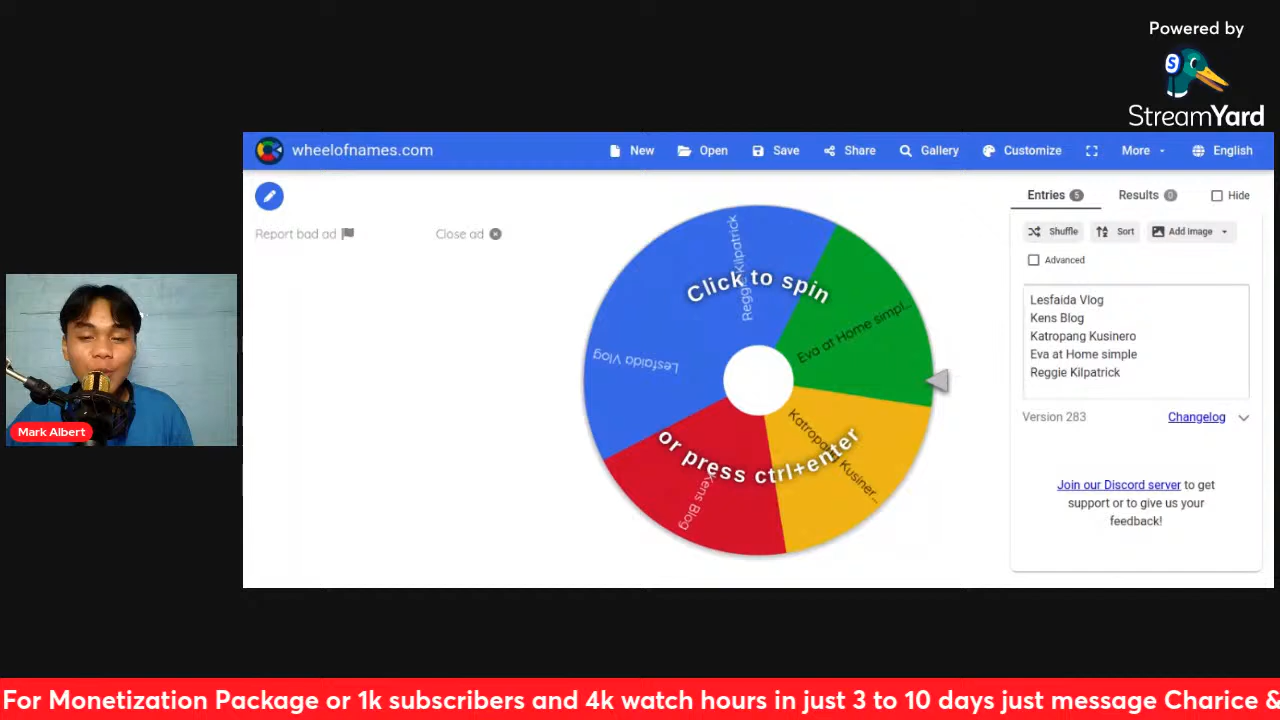 Powered by
StreamYard
wheelofnames.com
New
Open
Save
Share
Gallery
Customize
More
English
Report bad ad
Close ad
Entries 5
Results 0
Hide
Shuffle
Sort
Add image
Advanced
Lesfaida Vlog
Kens Blog
Katropang Kusinero
Eva at Home simple
Reggie Kilpatrick
Version 283
Changelog
Join our Discord server to get
support or to give us your
feedback!
Reggie Kilpatrick
Click to spin
Eva at Home simpl...
Lesfaida Vlog
Katropang Kusiner...
or press ctrl+enter
Kens Blog
Mark Albert
For Monetization Package or 1k subscribers and 4k watch hours in just 3 to 10 days just message Charice &